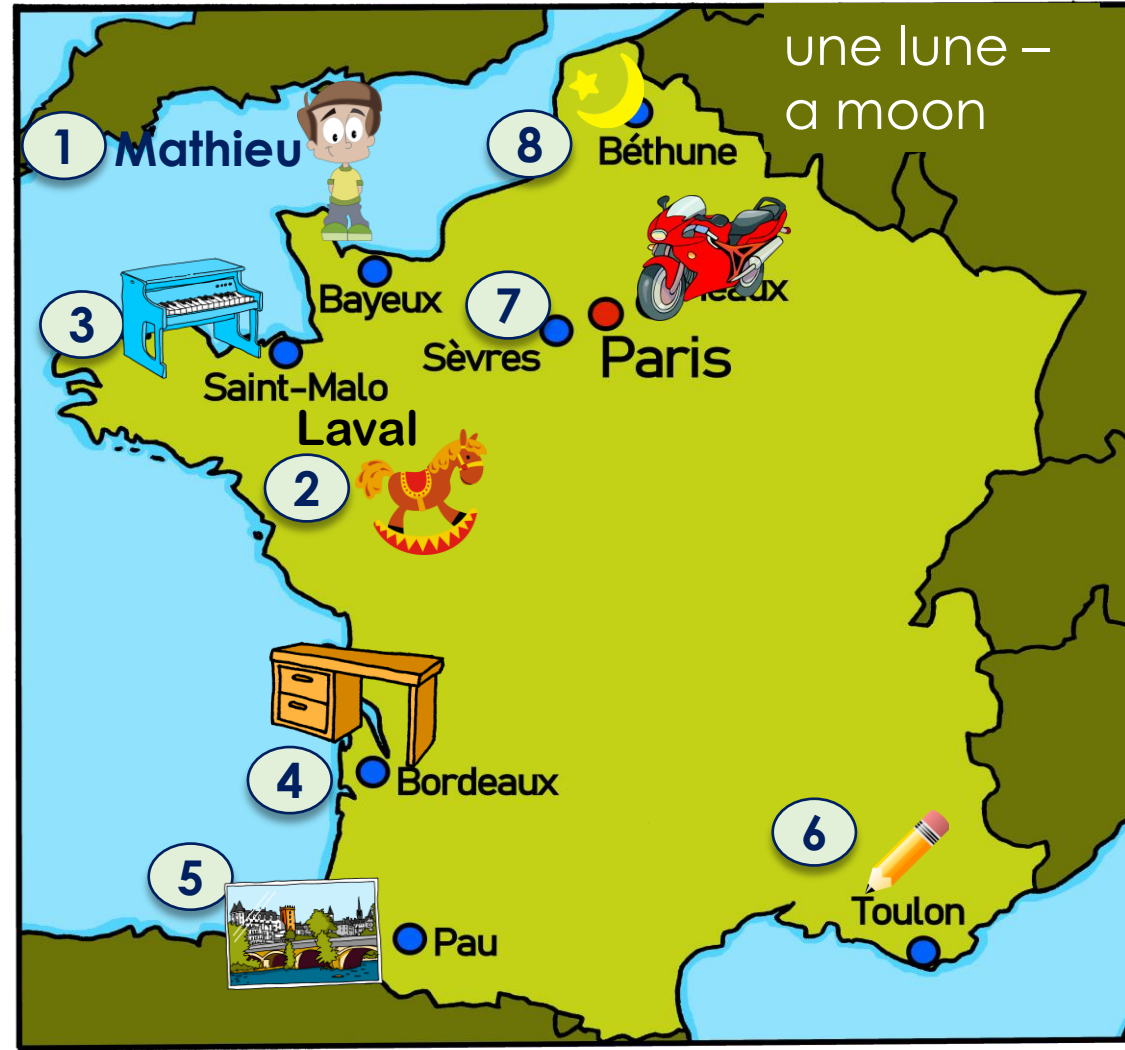 une lune –
a moon
1 Mathieu
8
Béthune
Bayeux
7
3
Sèvres
Paris
Saint-Malo
Laval
2
4
Bordeaux
6
5
Toulon
Pau